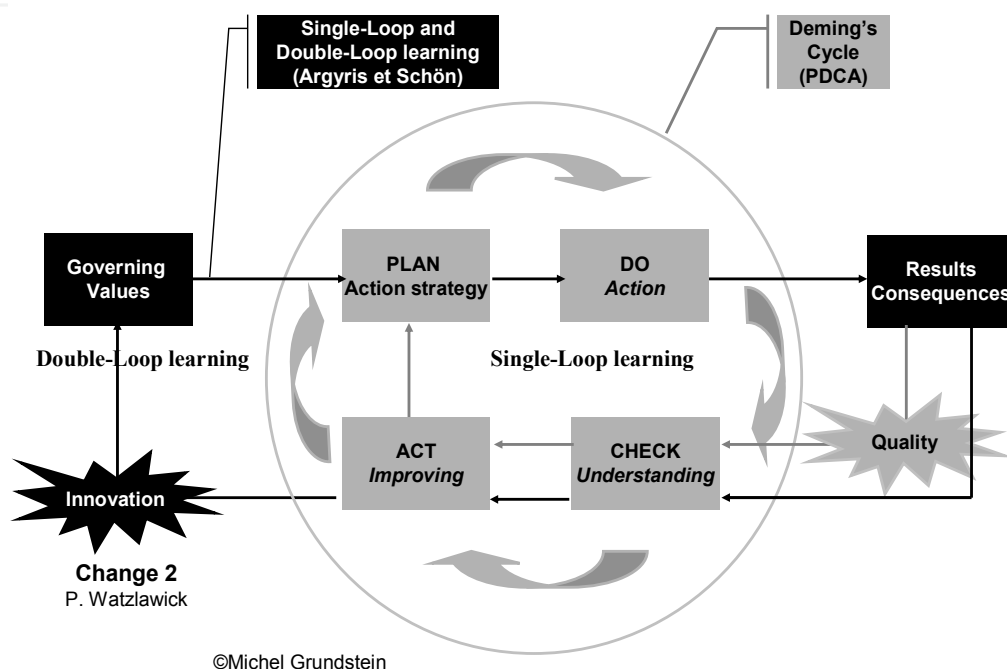 Single-Loop and
Double-Loop learning
(Argyris et Schön)
Deming's
Cycle
(PDCA)
Governing
Values
PLAN
Action strategy
DO
Action
Results
Consequences
Double-Loop learning
Single-Loop learning
ACT
Improving
CHECK
Understanding
Quality
Innovation
Change 2
P. Watzlawick
©Michel Grundstein